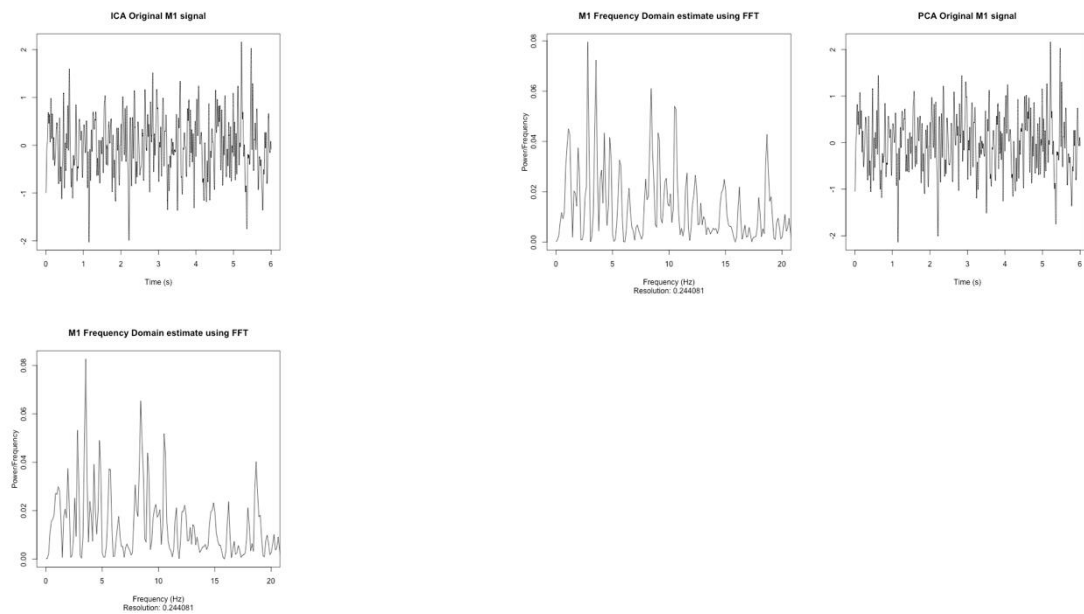 ICA Original M1 signal
2
1
0
-1
-2
0 1 2 3 4 5 6
Time (s)
M1 Frequency Domain estimate using FFT
Power/Frequency
0.08
0.06
0.04
0.02
0.00
0 5 10 15 20
Frequency (Hz)
Resolution: 0.244081
PCA Original M1 signal
2
1
0
-1
-2
0 1 2 3 4 5 6
Time (s)
M1 Frequency Domain estimate using FFT
Power/Frequency
0.08
0.06
0.04
0.02
0.00
0 5 10 15 20
Frequency (Hz)
Resolution: 0.244081